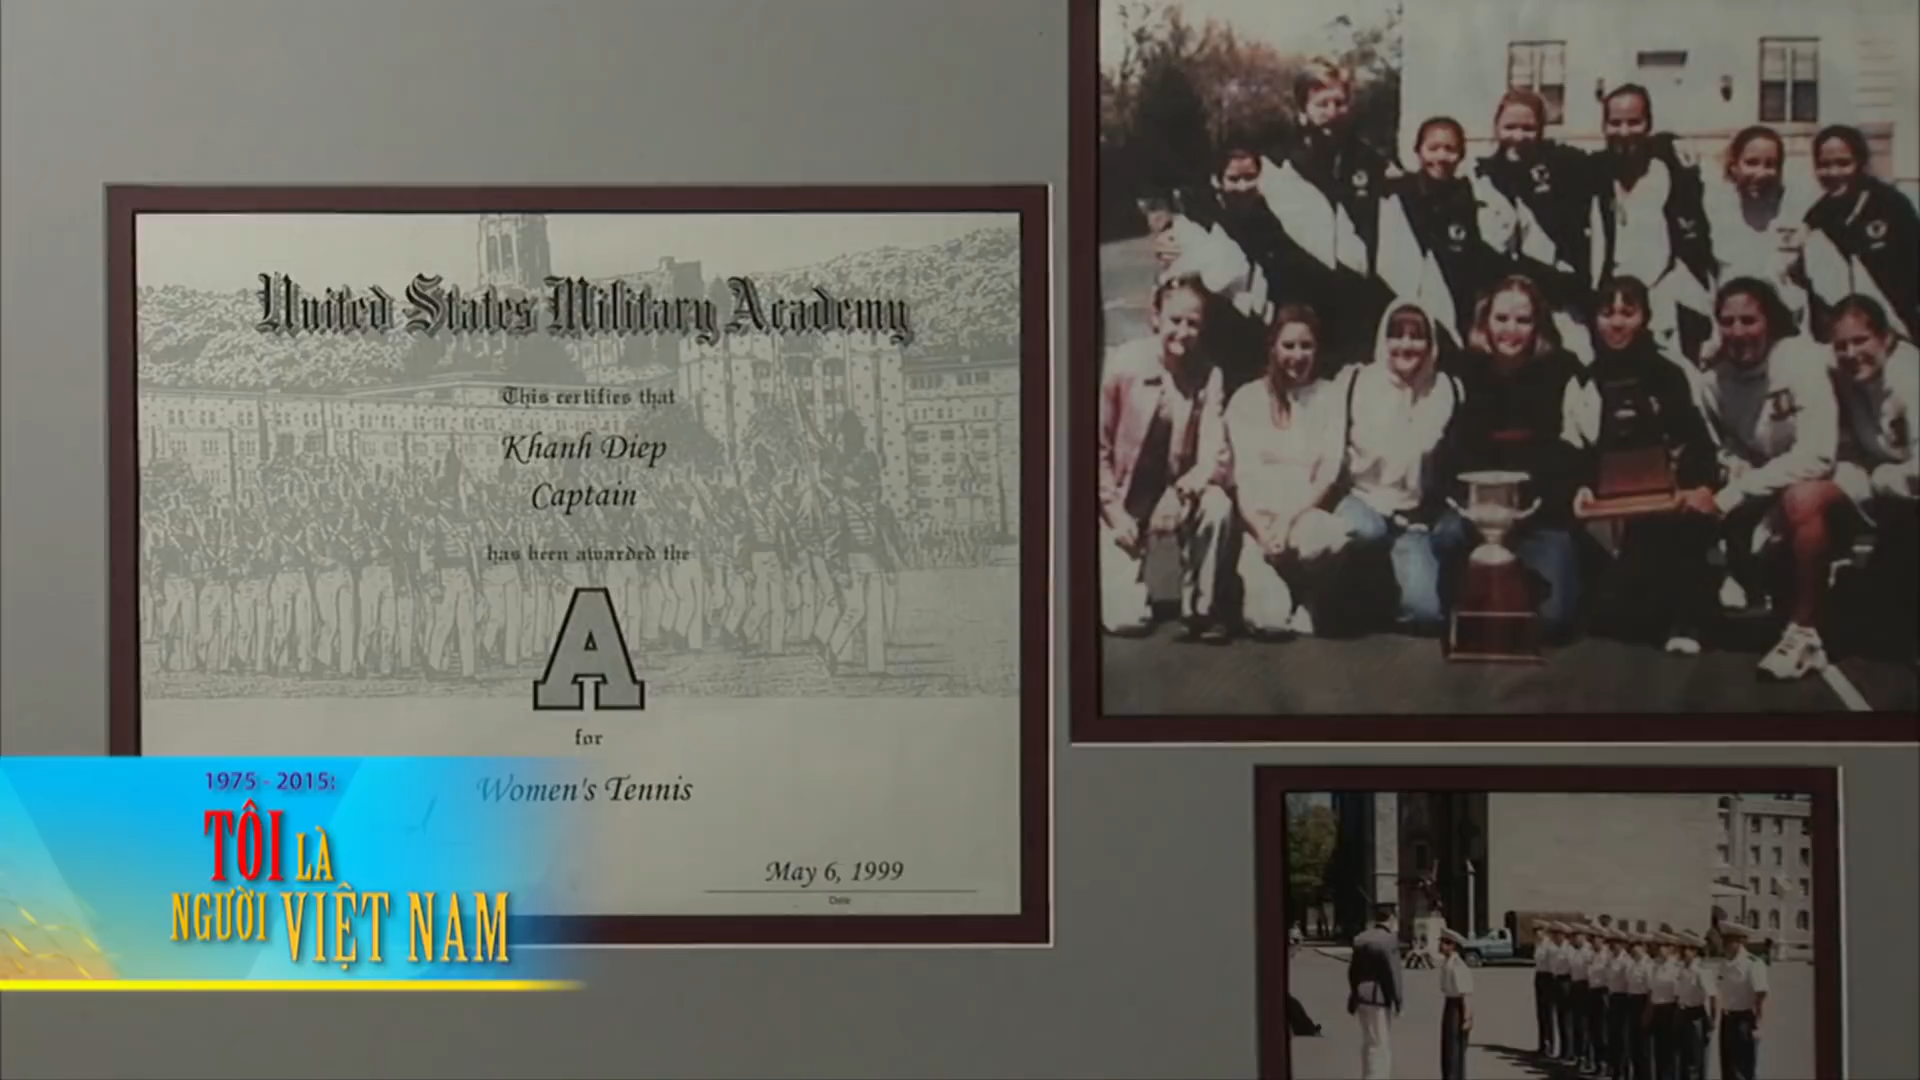 United States Military Academy
This certifies that
Khanh Diep
Captain
has been awarded the
A
for
Women's Tennis
May 6, 1999
Date
1975 - 2015:
TÔI LÀ
NGƯỜI VIỆT NAM